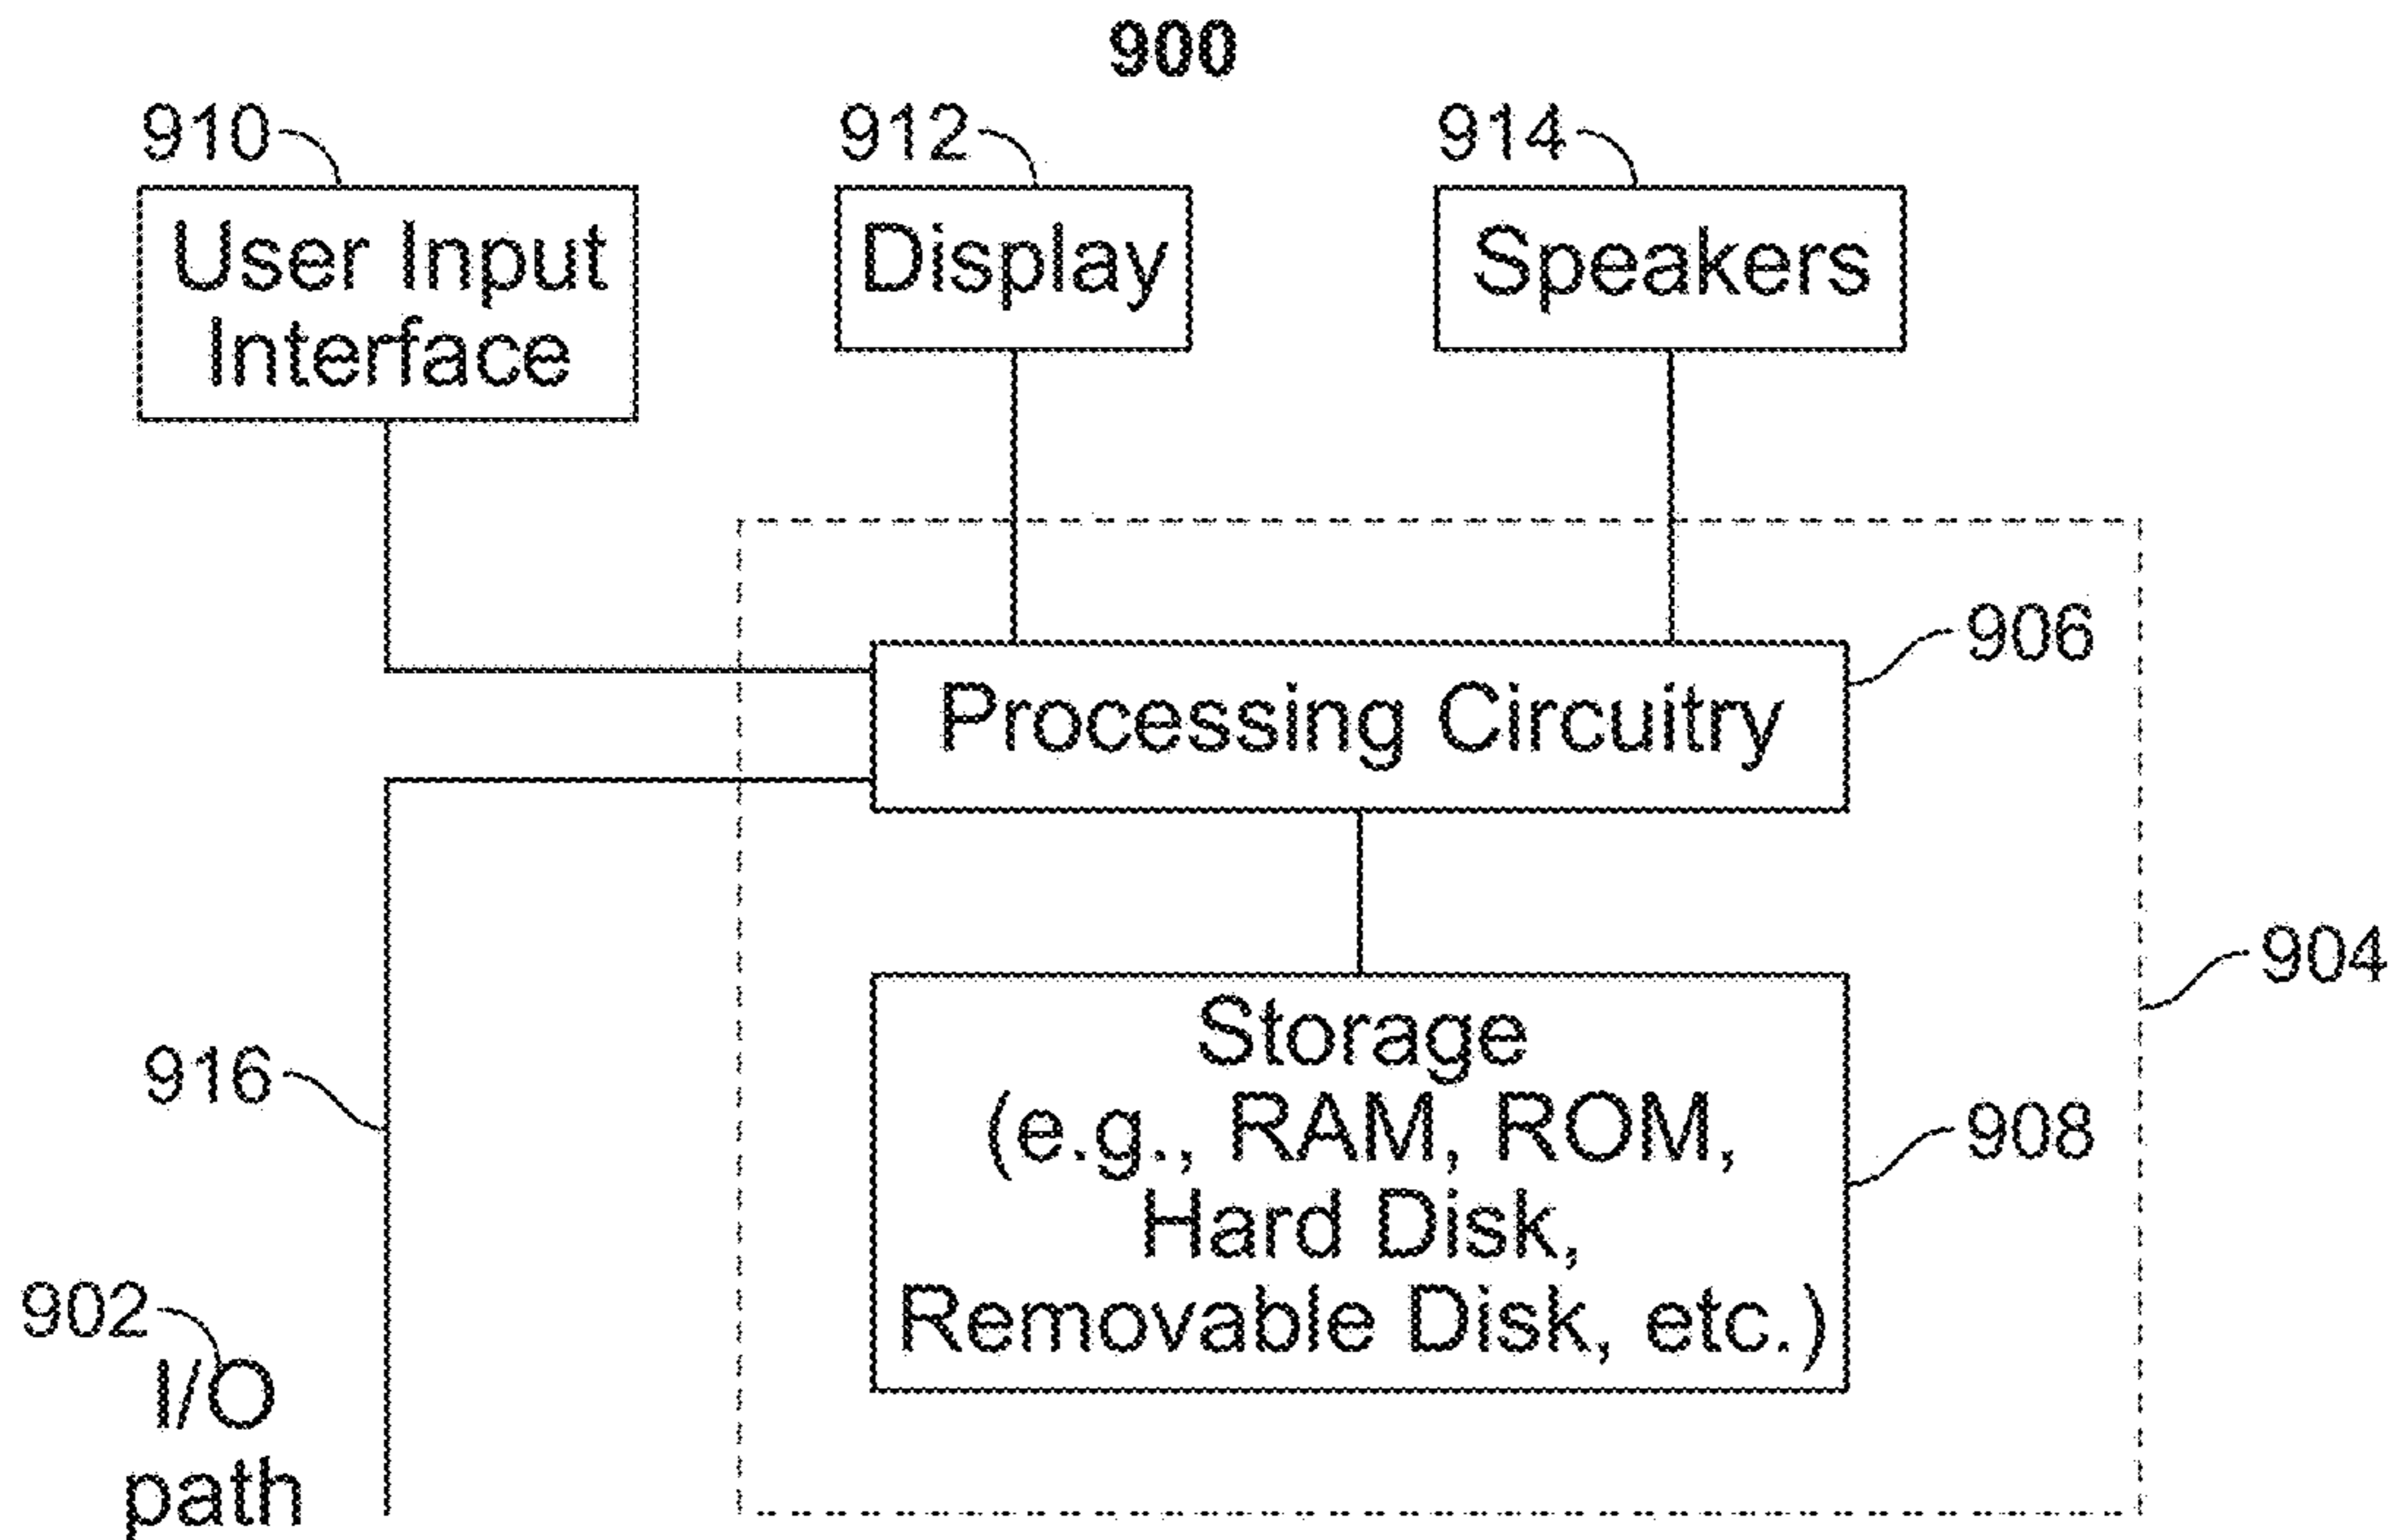 900
910
912
914
User Input
Interface
Display
Speakers
906
Processing Circuitry
904
916
Storage
(e.g., RAM, ROM,
Hard Disk,
Removable Disk, etc.)
908
902
I/O
path